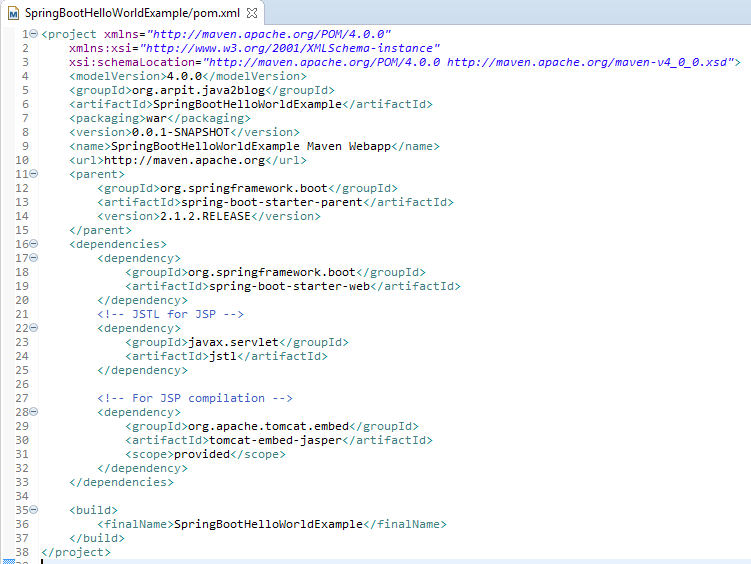 SpringBootHelloWorldExample/pom.xml
1 <project xmlns="http://maven.apache.org/POM/4.0.0"
2     xmlns:xsi="http://www.w3.org/2001/XMLSchema-instance"
3     xsi:schemaLocation="http://maven.apache.org/POM/4.0.0 http://maven.apache.org/maven-v4_0_0.xsd">
4     <modelVersion>4.0.0</modelVersion>
5     <groupId>org.arpit.java2blog</groupId>
6     <artifactId>SpringBootHelloWorldExample</artifactId>
7     <packaging>war</packaging>
8     <version>0.0.1-SNAPSHOT</version>
9     <name>SpringBootHelloWorldExample Maven Webapp</name>
10     <url>http://maven.apache.org</url>
11     <parent>
12         <groupId>org.springframework.boot</groupId>
13         <artifactId>spring-boot-starter-parent</artifactId>
14         <version>2.1.2.RELEASE</version>
15     </parent>
16     <dependencies>
17         <dependency>
18             <groupId>org.springframework.boot</groupId>
19             <artifactId>spring-boot-starter-web</artifactId>
20         </dependency>
21         <!-- JSTL for JSP -->
22         <dependency>
23             <groupId>javax.servlet</groupId>
24             <artifactId>jstl</artifactId>
25         </dependency>
26
27         <!-- For JSP compilation -->
28         <dependency>
29             <groupId>org.apache.tomcat.embed</groupId>
30             <artifactId>tomcat-embed-jasper</artifactId>
31             <scope>provided</scope>
32         </dependency>
33     </dependencies>
34
35     <build>
36         <finalName>SpringBootHelloWorldExample</finalName>
37     </build>
38 </project>